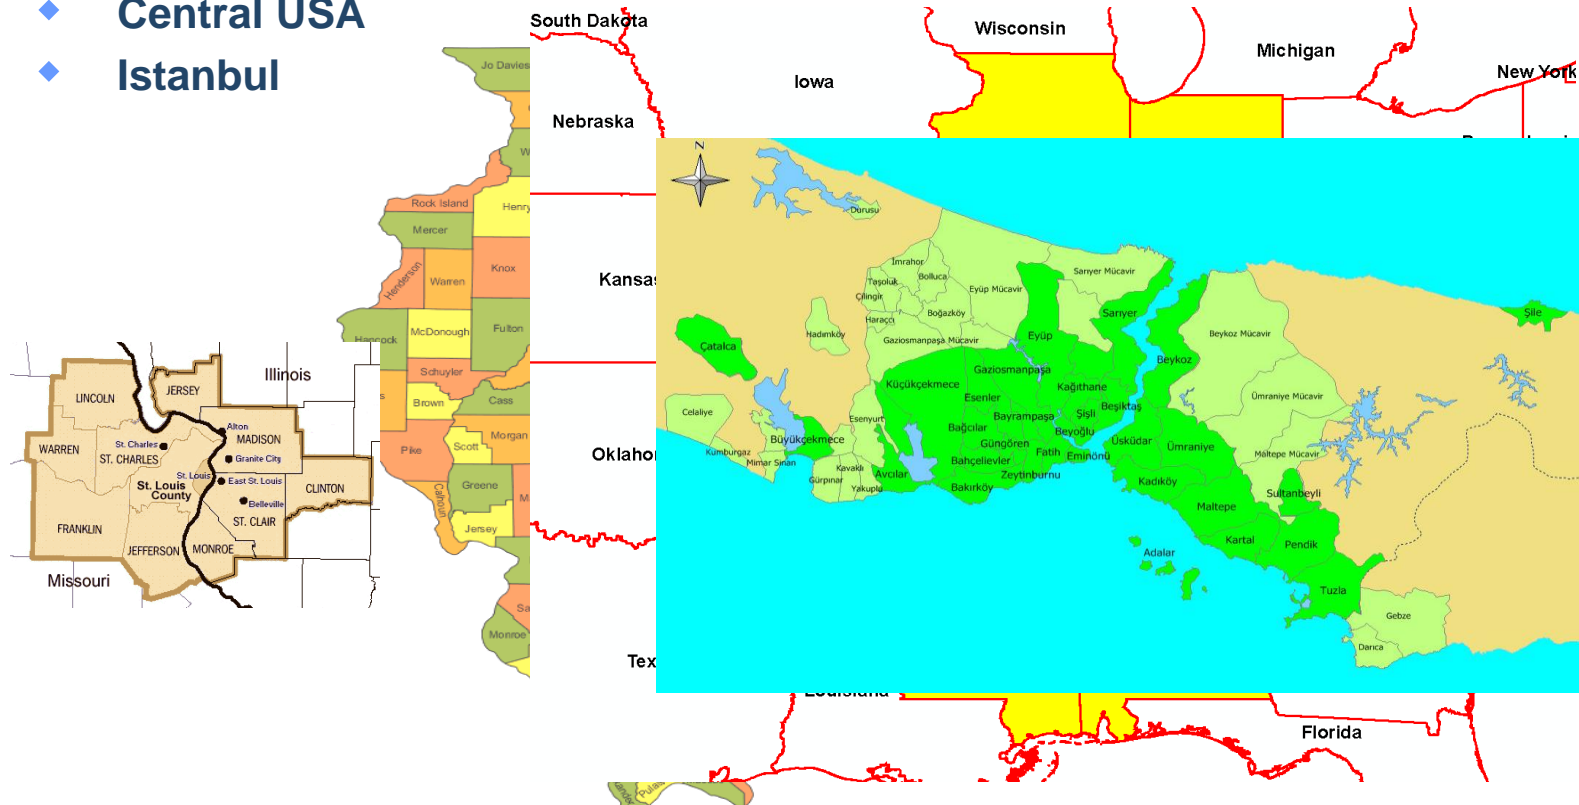 Central USA
Istanbul
South Dakota
Wisconsin
Michigan
New York
Iowa
Nebraska
Kansas
Oklaho
Tex
Louisiana
Florida
Jo Davies
W
Rock Island
Henry
Mercer
Henderson
Warren
Knox
Hancock
McDonough
Fulton
Schuyler
s
Brown
Cass
Pike
Scott
Morgan
Calhoun
Greene
M
Jersey
Sa
Monroe
Pulas
LINCOLN
JERSEY
Illinois
WARREN
St. Charles
ST. CHARLES
Alton
MADISON
Granite City
St. Louis
East St. Louis
St. Louis
County
Belleville
CLINTON
FRANKLIN
ST. CLAIR
JEFFERSON
MONROE
Missouri
N
Durusu
İmrahor
Bolluca
Taşoluk
Çilingir
Eyüp Mücavir
Sarıyer Mücavir
Haraççı
Boğazköy
Hadımköy
Gaziosmanpaşa Mücavir
Eyüp
Sarıyer
Beykoz Mücavir
Şile
Çatalca
Beykoz
Gaziosmanpaşa
Küçükçekmece
Kağıthane
Esenler
Ümraniye Mücavir
Celaliye
Esenyurt
Bayrampaşa
Şişli
Beşiktaş
Bağcılar
Beyoğlu
Büyükçekmece
Güngören
Üsküdar
Ümraniye
Kumburgaz
Mimar Sinan
Bahçelievler
Fatih
Eminönü
Maltepe Mücavir
Kavaklı
Gürpınar
Yakuplu
Avcılar
Bakırköy
Zeytinburnu
Kadıköy
Sultanbeyli
Maltepe
Kartal
Pendik
Adalar
Tuzla
Gebze
Darıca